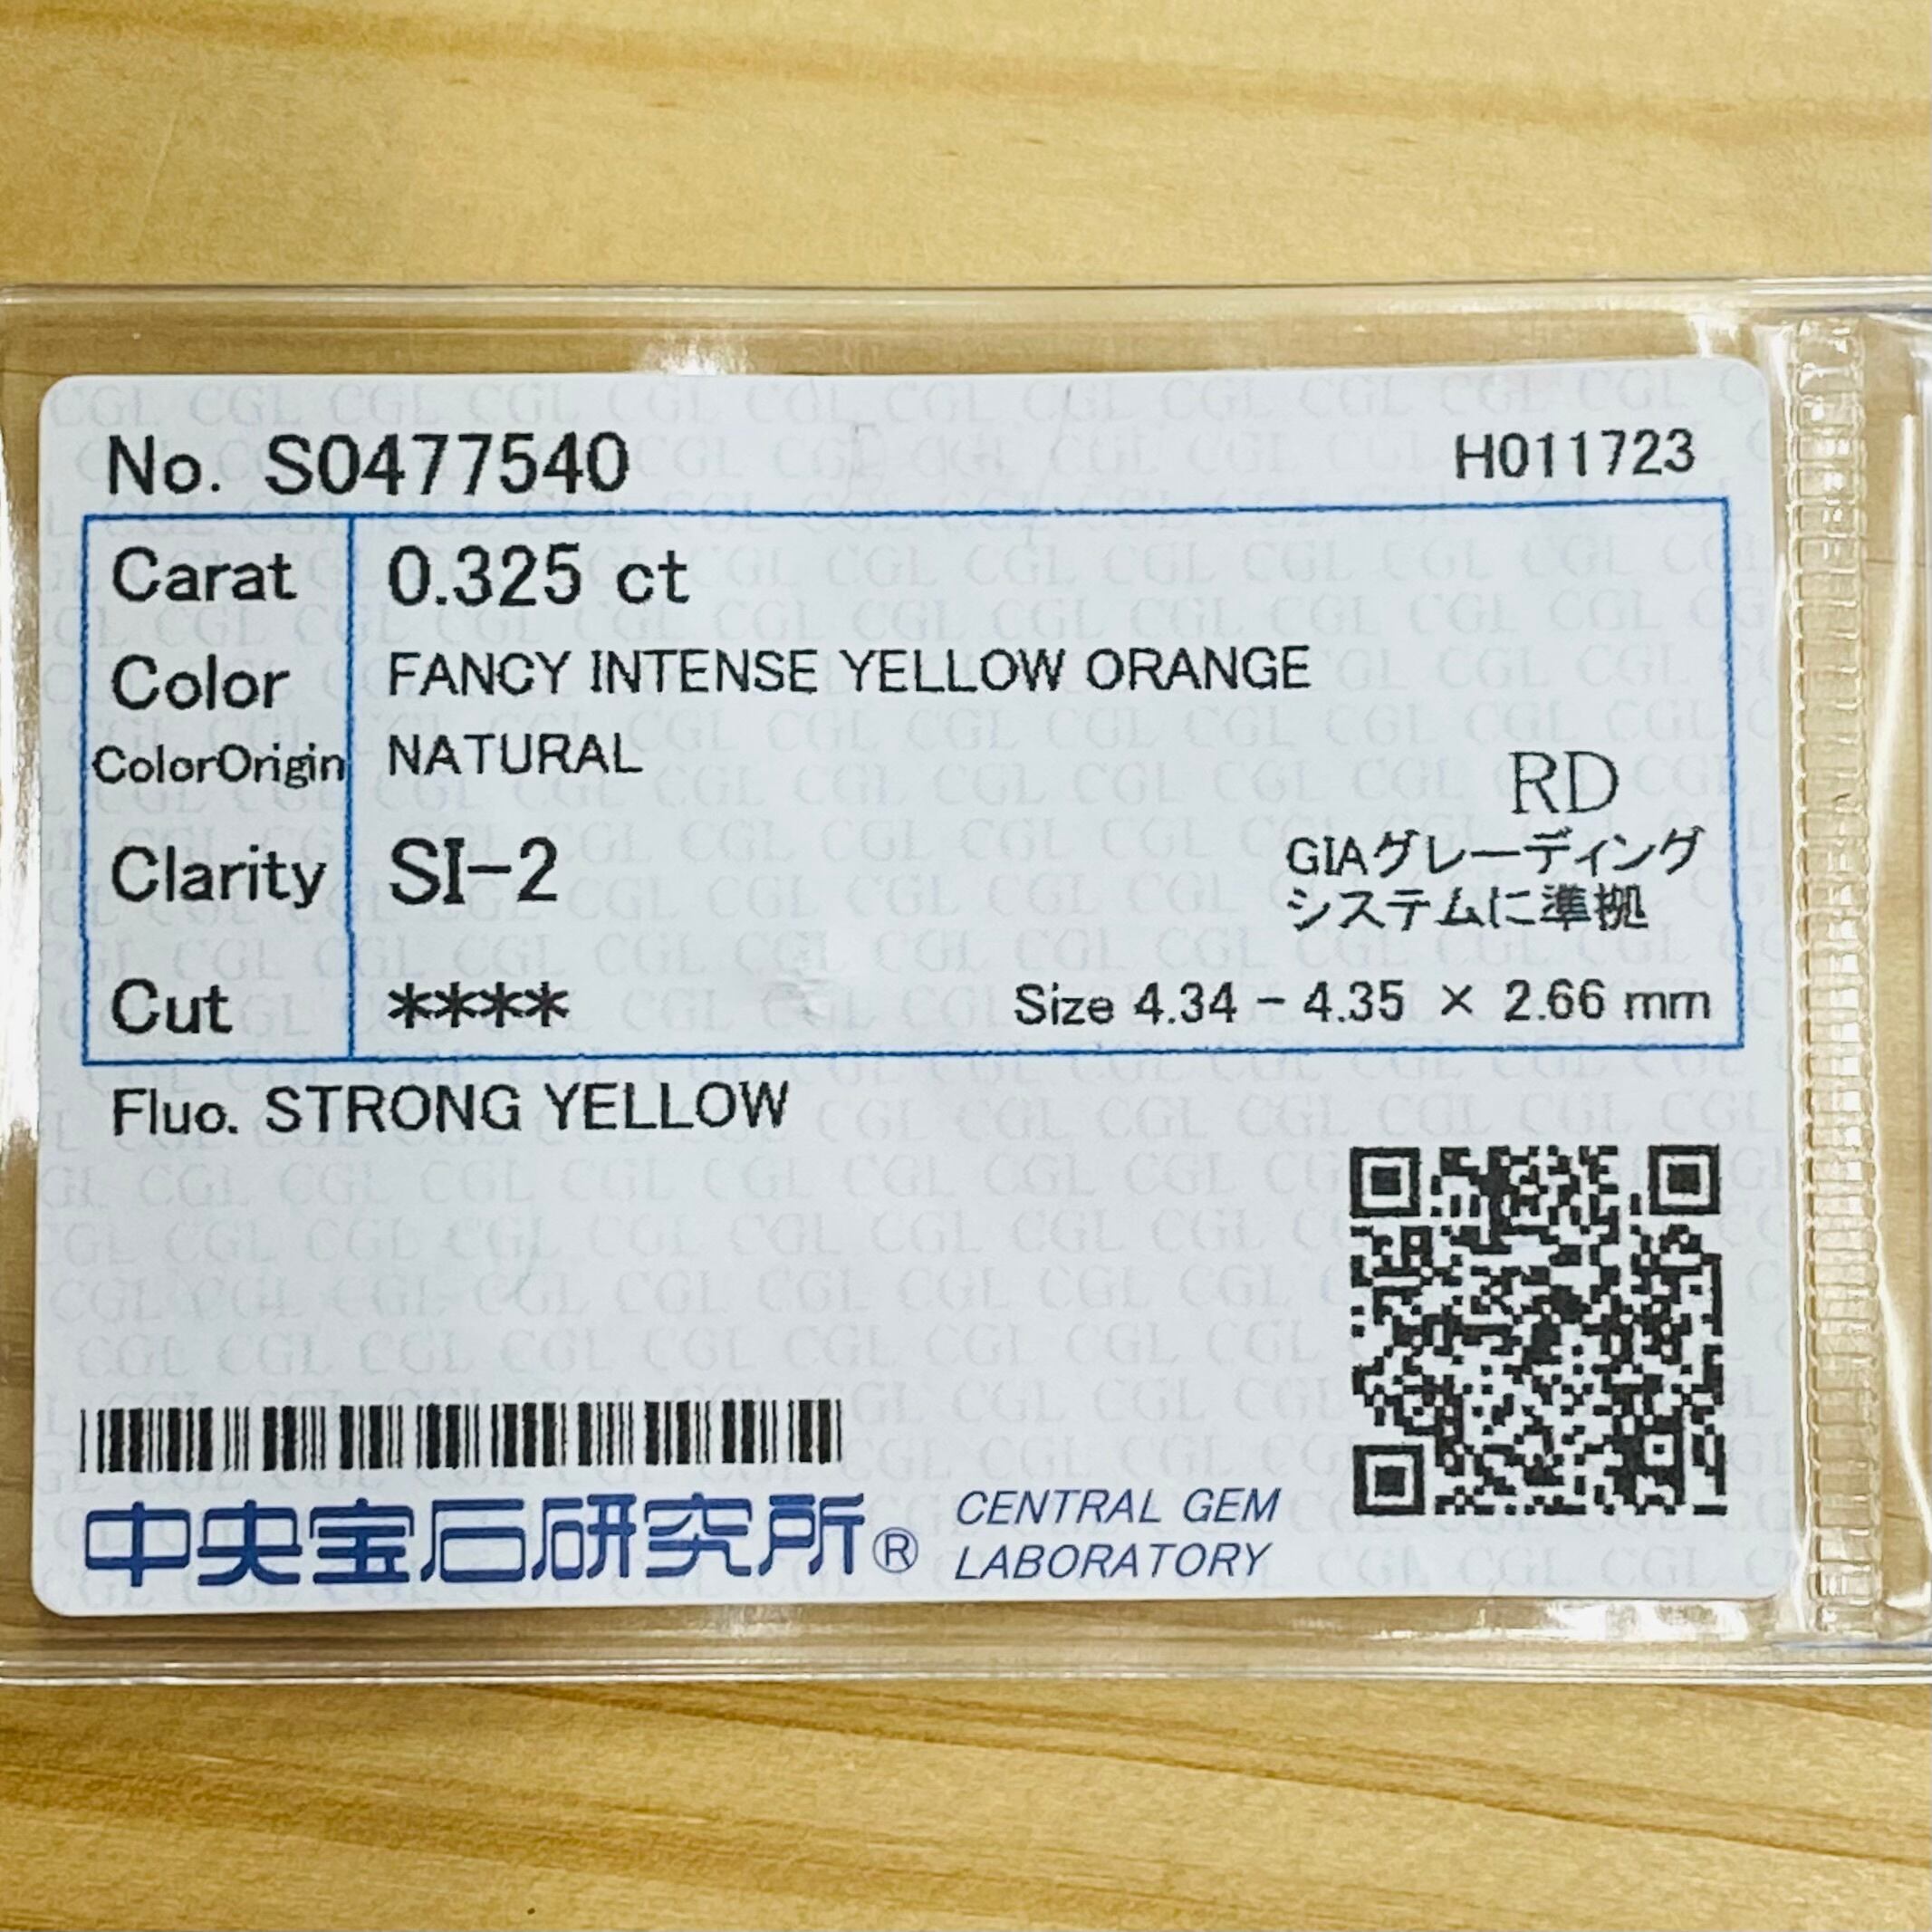 No. S0477540
H011723
Carat 0.325 ct
Color FANCY INTENSE YELLOW ORANGE
ColorOrigin NATURAL
RD
Clarity SI-2
GIAグレーディング
システムに準拠
Cut ****
Size 4.34 - 4.35 × 2.66 mm
Fluo. STRONG YELLOW
中央宝石研究所®
CENTRAL GEM
LABORATORY